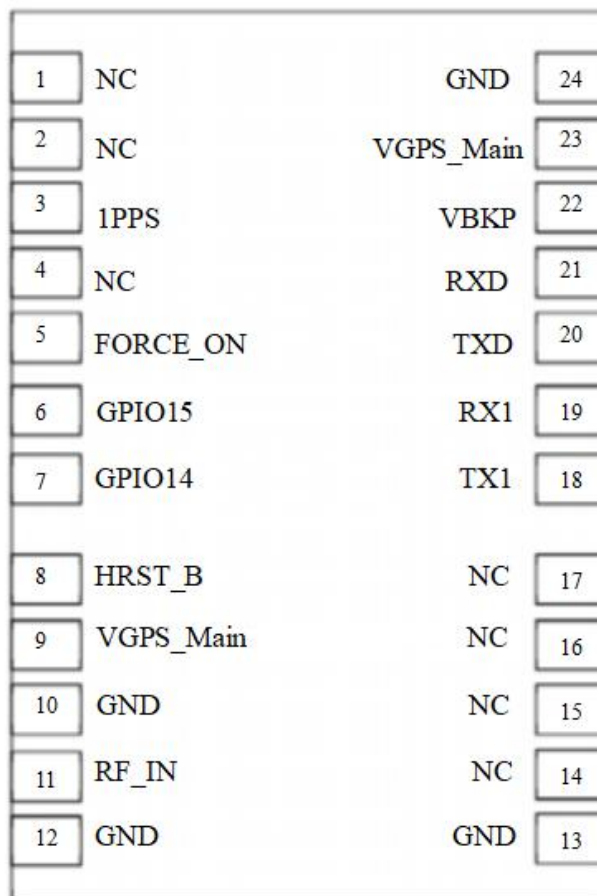 1 NC GND 24
2 NC VGPS_Main 23
3 1PPS VBKP 22
4 NC RXD 21
5 FORCE_ON TXD 20
6 GPIO15 RX1 19
7 GPIO14 TX1 18
8 HRST_B NC 17
9 VGPS_Main NC 16
10 GND NC 15
11 RF_IN NC 14
12 GND GND 13